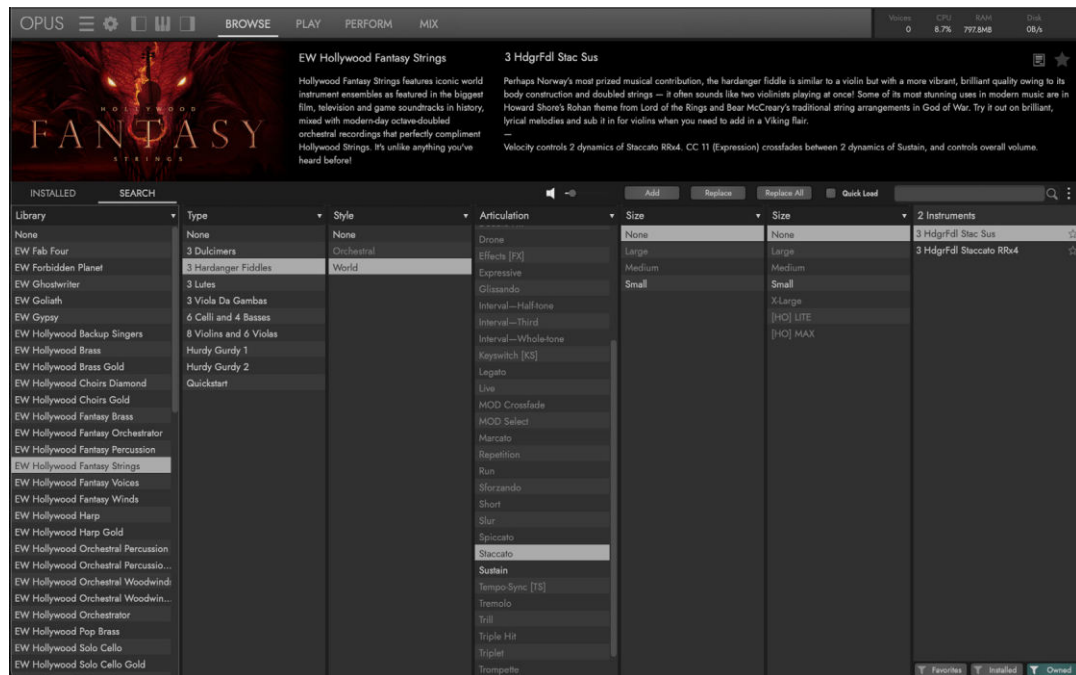 OPUS BROWSE PLAY PERFORM MIX Voices CPU RAM Disk
0 8.7% 797.8MB 0B/s
HOLLYWOOD
FANTASY
STRINGS
EW Hollywood Fantasy Strings
Hollywood Fantasy Strings features iconic world
instrument ensembles as featured in the biggest
film, television and game soundtracks in history,
mixed with modern-day octave-doubled
orchestral recordings that perfectly compliment
Hollywood Strings. It's unlike anything you've
heard before!
3 HdgrFdl Stac Sus
Perhaps Norway's most prized musical contribution, the hardanger fiddle is similar to a violin but with a more vibrant, brilliant quality owing to its
body construction and doubled strings — it often sounds like two violinists playing at once! Some of its most stunning uses in modern music are in
Howard Shore's Rohan theme from Lord of the Rings and Bear McCreary's traditional string arrangements in God of War. Try it out on brilliant,
lyrical melodies and sub it in for violins when you need to add in a Viking flair.
—
Velocity controls 2 dynamics of Staccato RRx4. CC 11 (Expression) crossfades between 2 dynamics of Sustain, and controls overall volume.
INSTALLED SEARCH Add Replace Replace All Quick Load
Library
None
EW Fab Four
EW Forbidden Planet
EW Ghostwriter
EW Goliath
EW Gypsy
EW Hollywood Backup Singers
EW Hollywood Brass
EW Hollywood Brass Gold
EW Hollywood Choirs Diamond
EW Hollywood Choirs Gold
EW Hollywood Fantasy Brass
EW Hollywood Fantasy Orchestrator
EW Hollywood Fantasy Percussion
EW Hollywood Fantasy Strings
EW Hollywood Fantasy Voices
EW Hollywood Fantasy Winds
EW Hollywood Harp
EW Hollywood Harp Gold
EW Hollywood Orchestral Percussion
EW Hollywood Orchestral Percussio...
EW Hollywood Orchestral Woodwinds
EW Hollywood Orchestral Woodwin...
EW Hollywood Orchestrator
EW Hollywood Pop Brass
EW Hollywood Solo Cello
EW Hollywood Solo Cello Gold
Type
None
3 Dulcimers
3 Hardanger Fiddles
3 Lutes
3 Viola Da Gambas
6 Celli and 4 Basses
8 Violins and 6 Violas
Hurdy Gurdy 1
Hurdy Gurdy 2
Quickstart
Style
None
Orchestral
World
Articulation
Drone
Effects [FX]
Expressive
Glissando
Interval—Half-tone
Interval—Third
Interval—Whole-tone
Keyswitch [KS]
Legato
Live
MOD Crossfade
MOD Select
Marcato
Repetition
Run
Sforzando
Short
Slur
Spiccato
Staccato
Sustain
Tempo-Sync [TS]
Tremolo
Trill
Triple Hit
Triplet
Trompette
Size
None
Large
Medium
Small
Size
None
Large
Medium
Small
X-Large
[HO] LITE
[HO] MAX
2 Instruments
3 HdgrFdl Stac Sus
3 HdgrFdl Staccato RRx4
Favorites Installed Owned